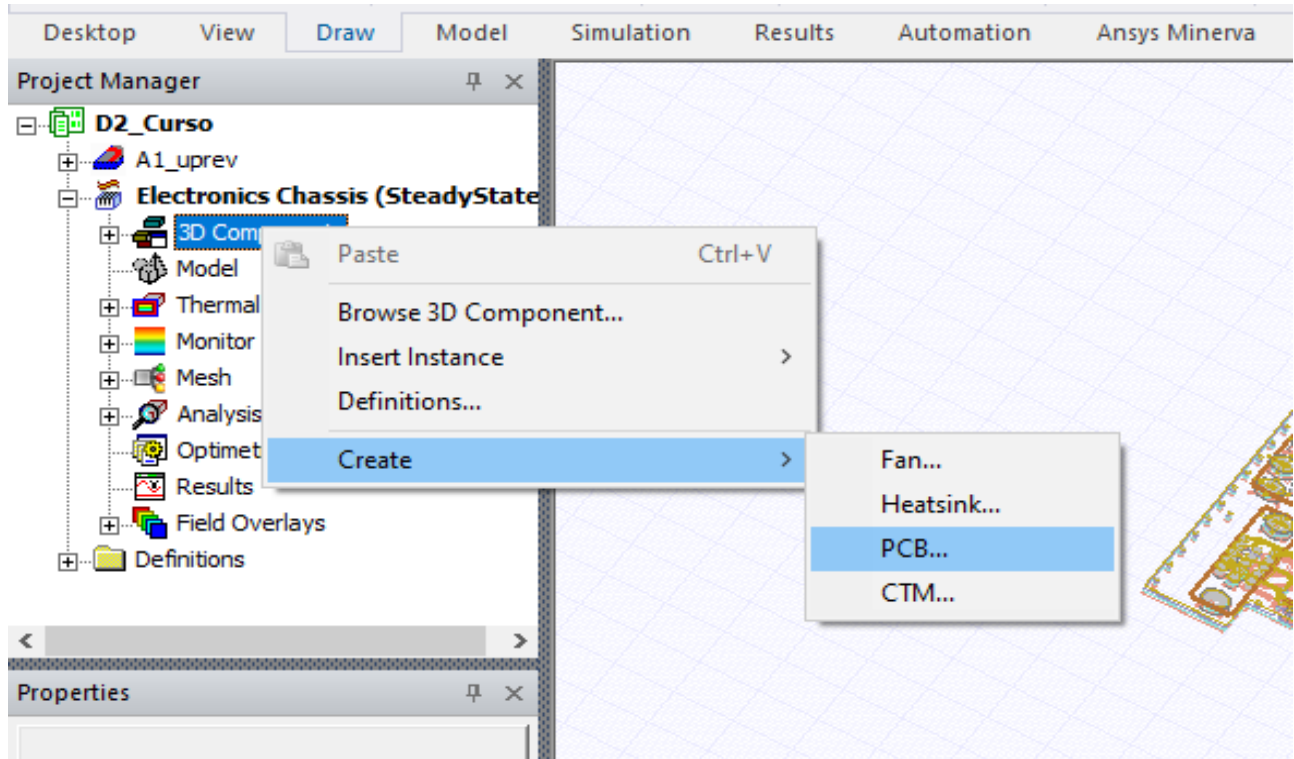 Desktop View Draw Model Simulation Results Automation Ansys Minerva
Project Manager
D2_Curso
A1_uprev
Electronics Chassis (SteadyState
3D Com
Model
Thermal
Monitor
Mesh
Analysis
Optimet
Results
Field Overlays
Definitions
Paste Ctrl+V
Browse 3D Component...
Insert Instance
Definitions...
Create
Fan...
Heatsink...
PCB...
CTM...
Properties